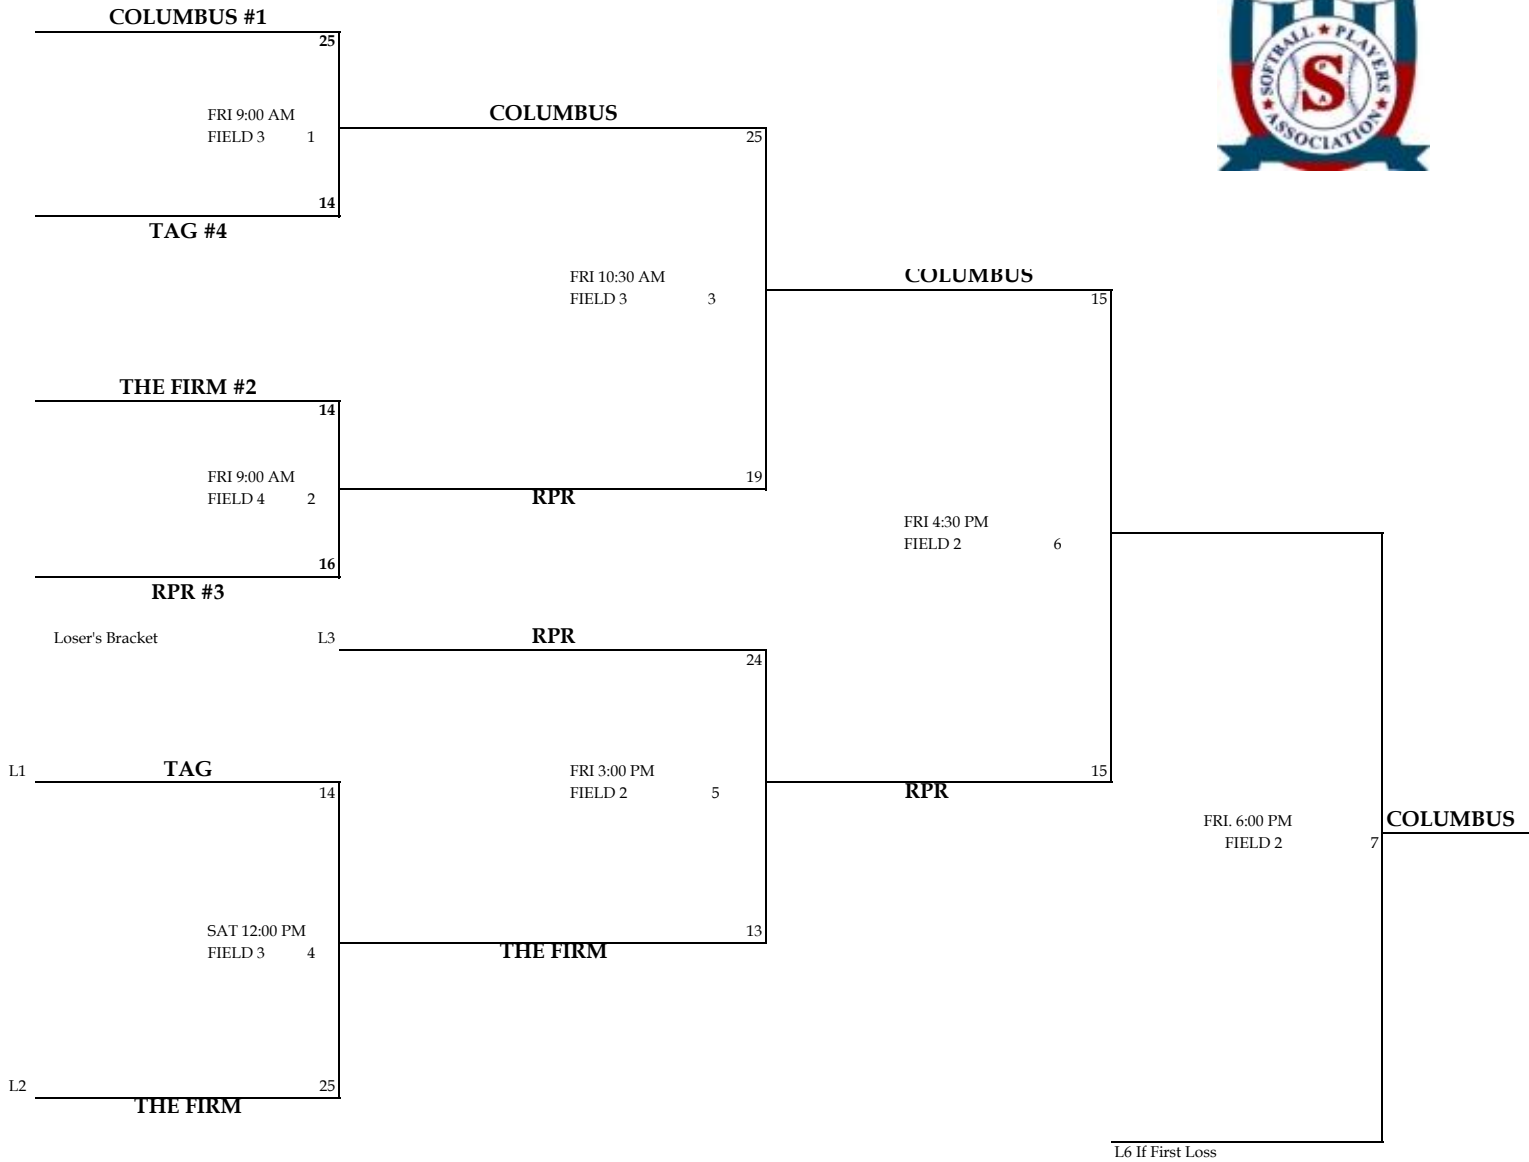 COLUMBUS #1
25
SOFTBALL ★ PLAYERS ★ ASSOCIATION ★
S
P
A
FRI 9:00 AM
FIELD 3 1
COLUMBUS
25
14
TAG #4
FRI 10:30 AM
FIELD 3 3
COLUMBUS
15
THE FIRM #2
14
FRI 9:00 AM
FIELD 4 2
19
RPR
16
RPR #3
FRI 4:30 PM
FIELD 2 6
Loser's Bracket L3 RPR
24
L1 TAG
14
FRI 3:00 PM
FIELD 2 5
15
RPR
FRI. 6:00 PM
FIELD 2 7
COLUMBUS
SAT 12:00 PM
FIELD 3 4
13
THE FIRM
L2 25
THE FIRM
L6 If First Loss